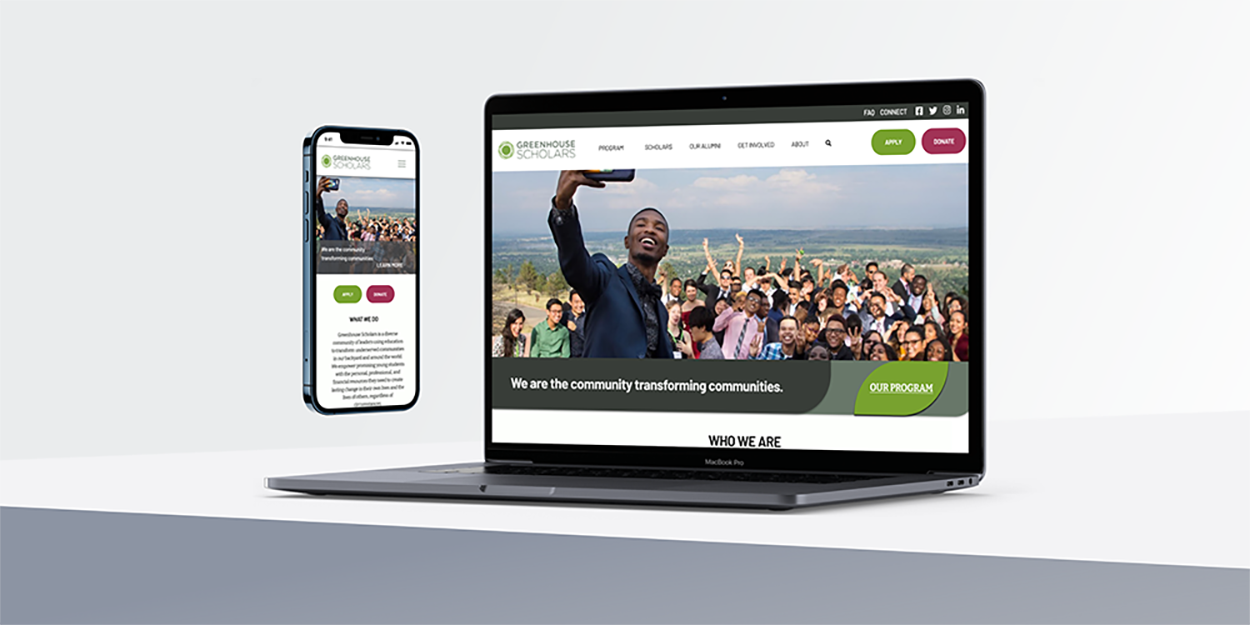 9:41
GREENHOUSE
SCHOLARS
We are the community
transforming communities
LEARN MORE
APPLY DONATE
WHAT WE DO
Greenhouse Scholars is a diverse
community of leaders using education
to transform underserved communities
in our backyard and around the world.
We empower promising young students
with the personal, professional, and
financial resources they need to create
lasting change in their own lives and the
lives of others, regardless of
FAQ CONNECT
GREENHOUSE
SCHOLARS
PROGRAM SCHOLARS OUR ALUMNI GET INVOLVED ABOUT
APPLY DONATE
We are the community transforming communities.
OUR PROGRAM
WHO WE ARE
MacBook Pro